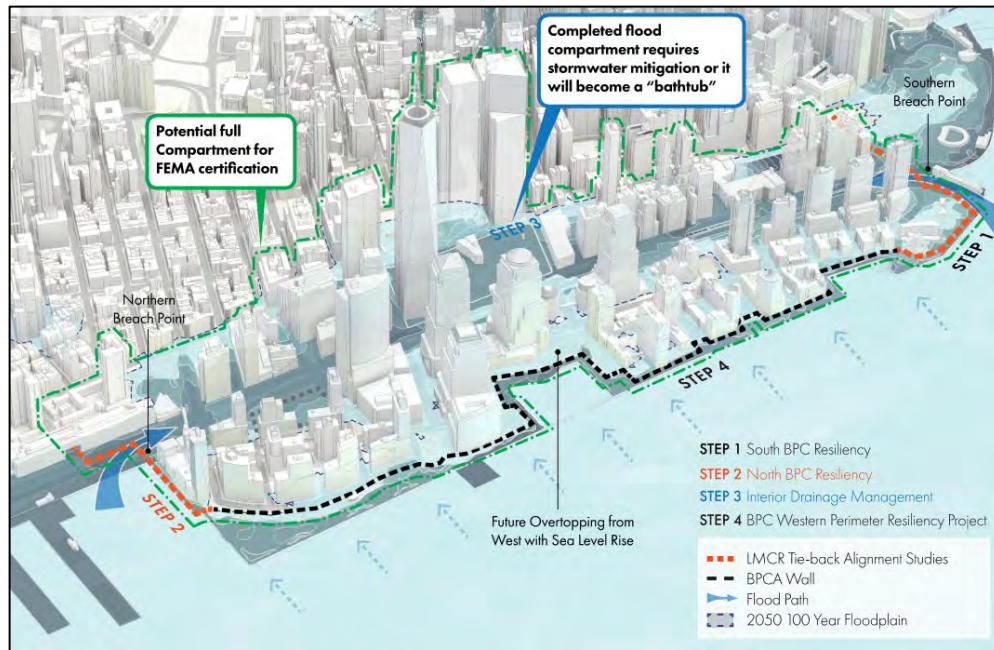 Completed flood
compartment requires
stormwater mitigation or it
will become a “bathtub”
Southern
Breach Point
Potential full
Compartment for
FEMA certification
STEP 3
STEP 1
Northern
Breach Point
STEP 4
STEP 2
Future Overtopping from
West with Sea Level Rise
STEP 1 South BPC Resiliency
STEP 2 North BPC Resiliency
STEP 3 Interior Drainage Management
STEP 4 BPC Western Perimeter Resiliency Project
LMCR Tie-back Alignment Studies
BPCA Wall
Flood Path
2050 100 Year Floodplain